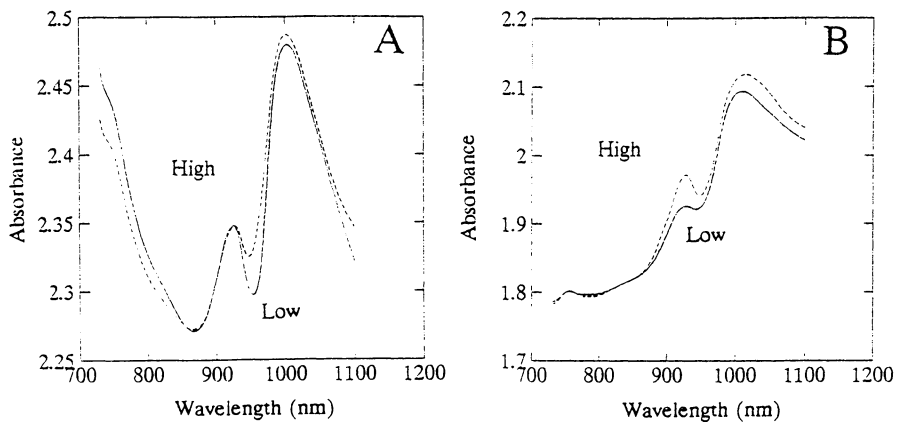 A
2.5
2.45
2.4
2.35
2.3
2.25
Absorbance
High
Low
700 800 900 1000 1100 1200
Wavelength (nm)
B
2.2
2.1
2
1.9
1.8
1.7
Absorbance
High
Low
700 800 900 1000 1100 1200
Wavelength (nm)